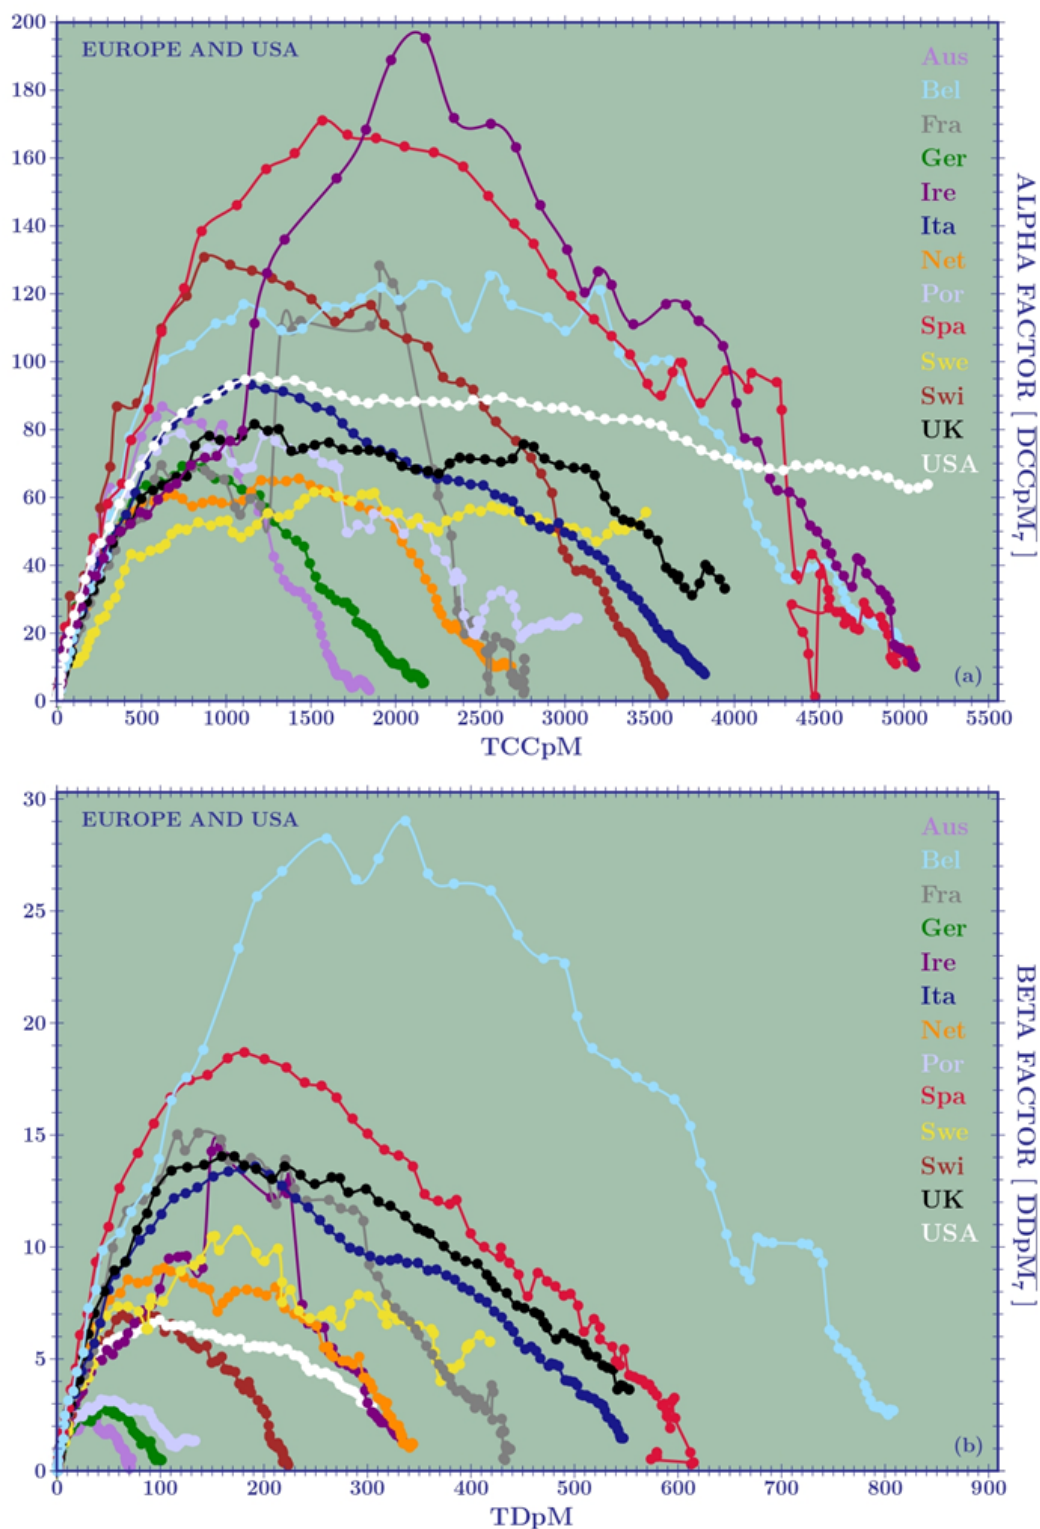 200
180
160
140
120
100
80
60
40
20
0
EUROPE AND USA
Aus
Bel
Fra
Ger
Ire
Ita
Net
Por
Spa
Swe
Swi
UK
USA
(a)
0 500 1000 1500 2000 2500 3000 3500 4000 4500 5000 5500
TCCpM
ALPHA FACTOR [ DCCpM7 ]
30
25
20
15
10
5
0
EUROPE AND USA
Aus
Bel
Fra
Ger
Ire
Ita
Net
Por
Spa
Swe
Swi
UK
USA
(b)
0 100 200 300 400 500 600 700 800 900
TDpM
BETA FACTOR [ DDpM7 ]